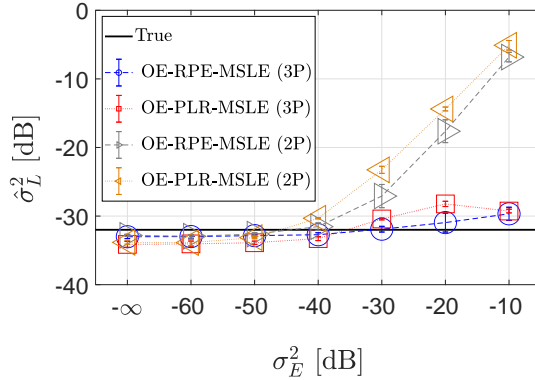 True
OE-RPE-MSLE (3P)
OE-PLR-MSLE (3P)
OE-RPE-MSLE (2P)
OE-PLR-MSLE (2P)
0
-10
-20
-30
-40
σ̂²_L [dB]
-∞ -60 -50 -40 -30 -20 -10
σ²_E [dB]